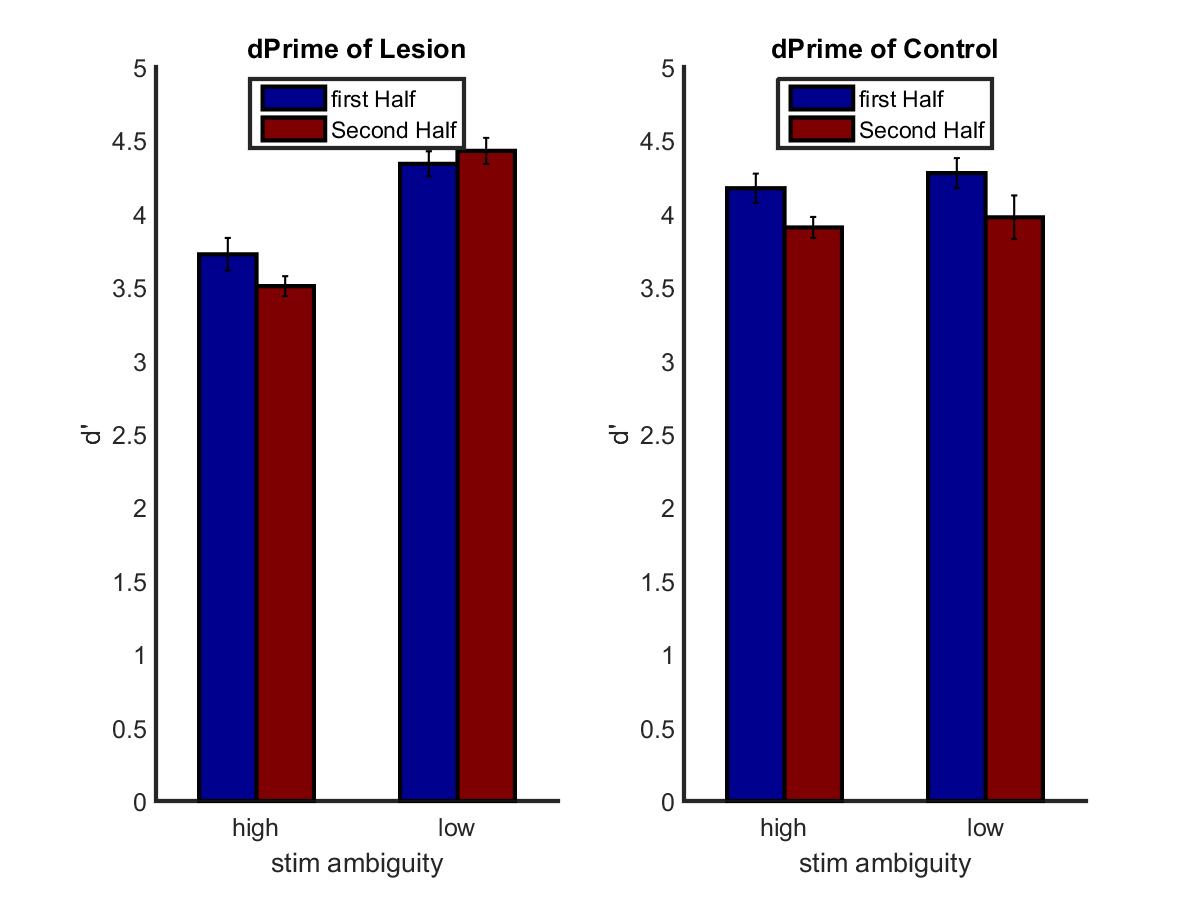 dPrime of Lesion
5
4.5
4
3.5
3
2.5
2
1.5
1
0.5
0
d'
first Half
Second Half
high
low
stim ambiguity
dPrime of Control
5
4.5
4
3.5
3
2.5
2
1.5
1
0.5
0
d'
first Half
Second Half
high
low
stim ambiguity